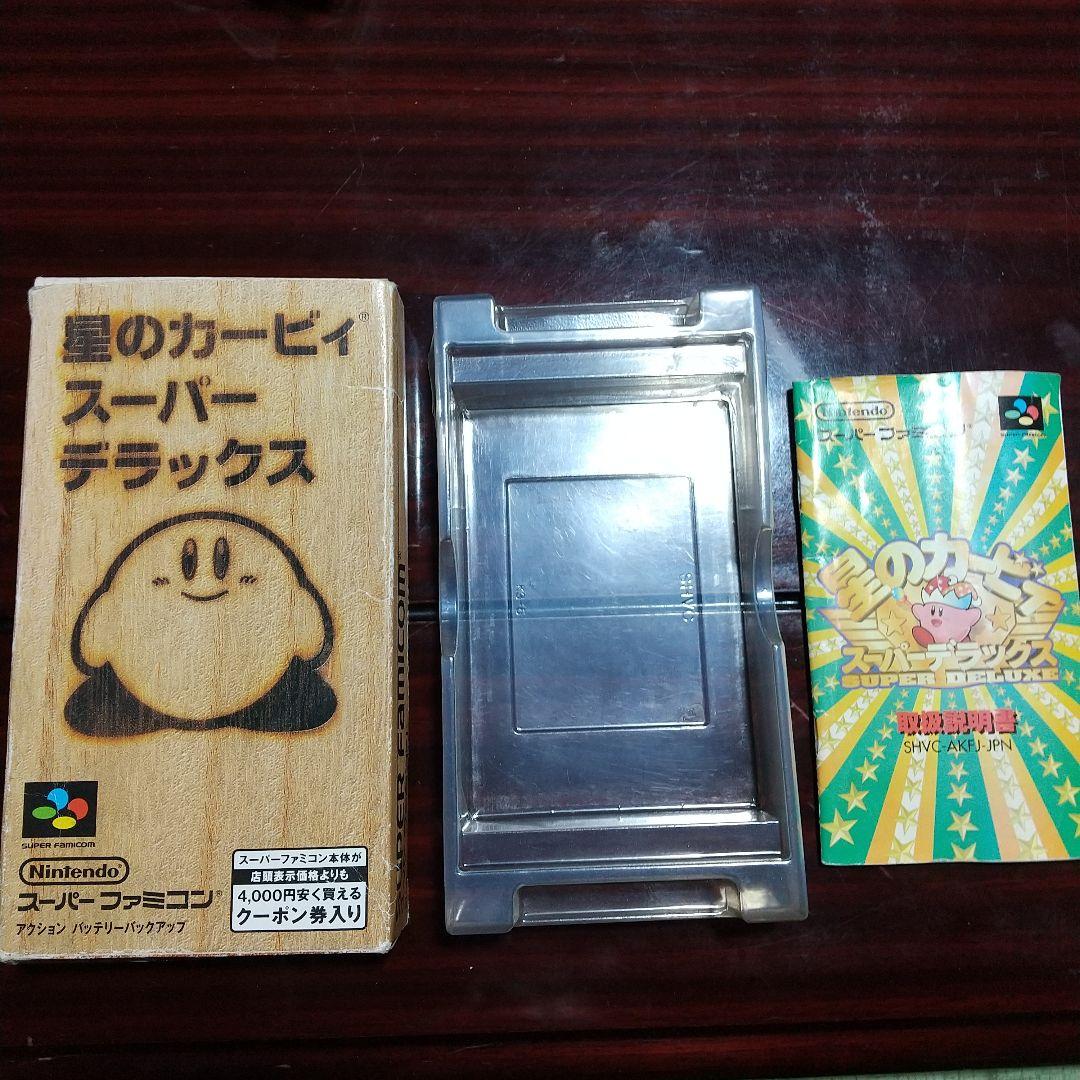 星のカービィ®
スーパー
デラックス
SUPER FAMICOM
Nintendo®
スーパーファミコン®
アクション バッテリーバックアップ
スーパーファミコン本体が
店頭表示価格よりも
4,000円安く買える
クーポン券入り
SUPER FAMICOM®
SHVC
Nintendo®
スーパーファミコン®
SUPER FAMICOM
星のカービィ
スーパーデラックス
SUPER DELUXE
取扱説明書
SHVC-AKFJ-JPN